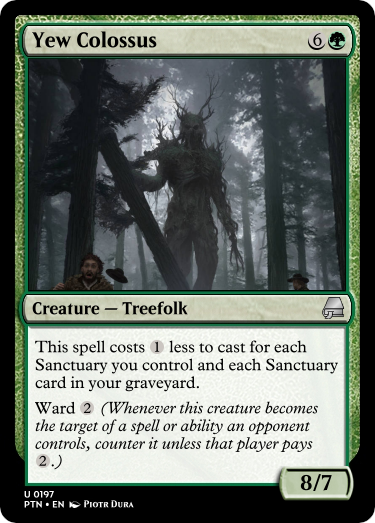 Yew Colossus 6
Creature — Treefolk
This spell costs 1 less to cast for each
Sanctuary you control and each Sanctuary
card in your graveyard.
Ward 2 (Whenever this creature becomes
the target of a spell or ability an opponent
controls, counter it unless that player pays
2.)
8/7
U 0197
PTN • EN Piotr Dura